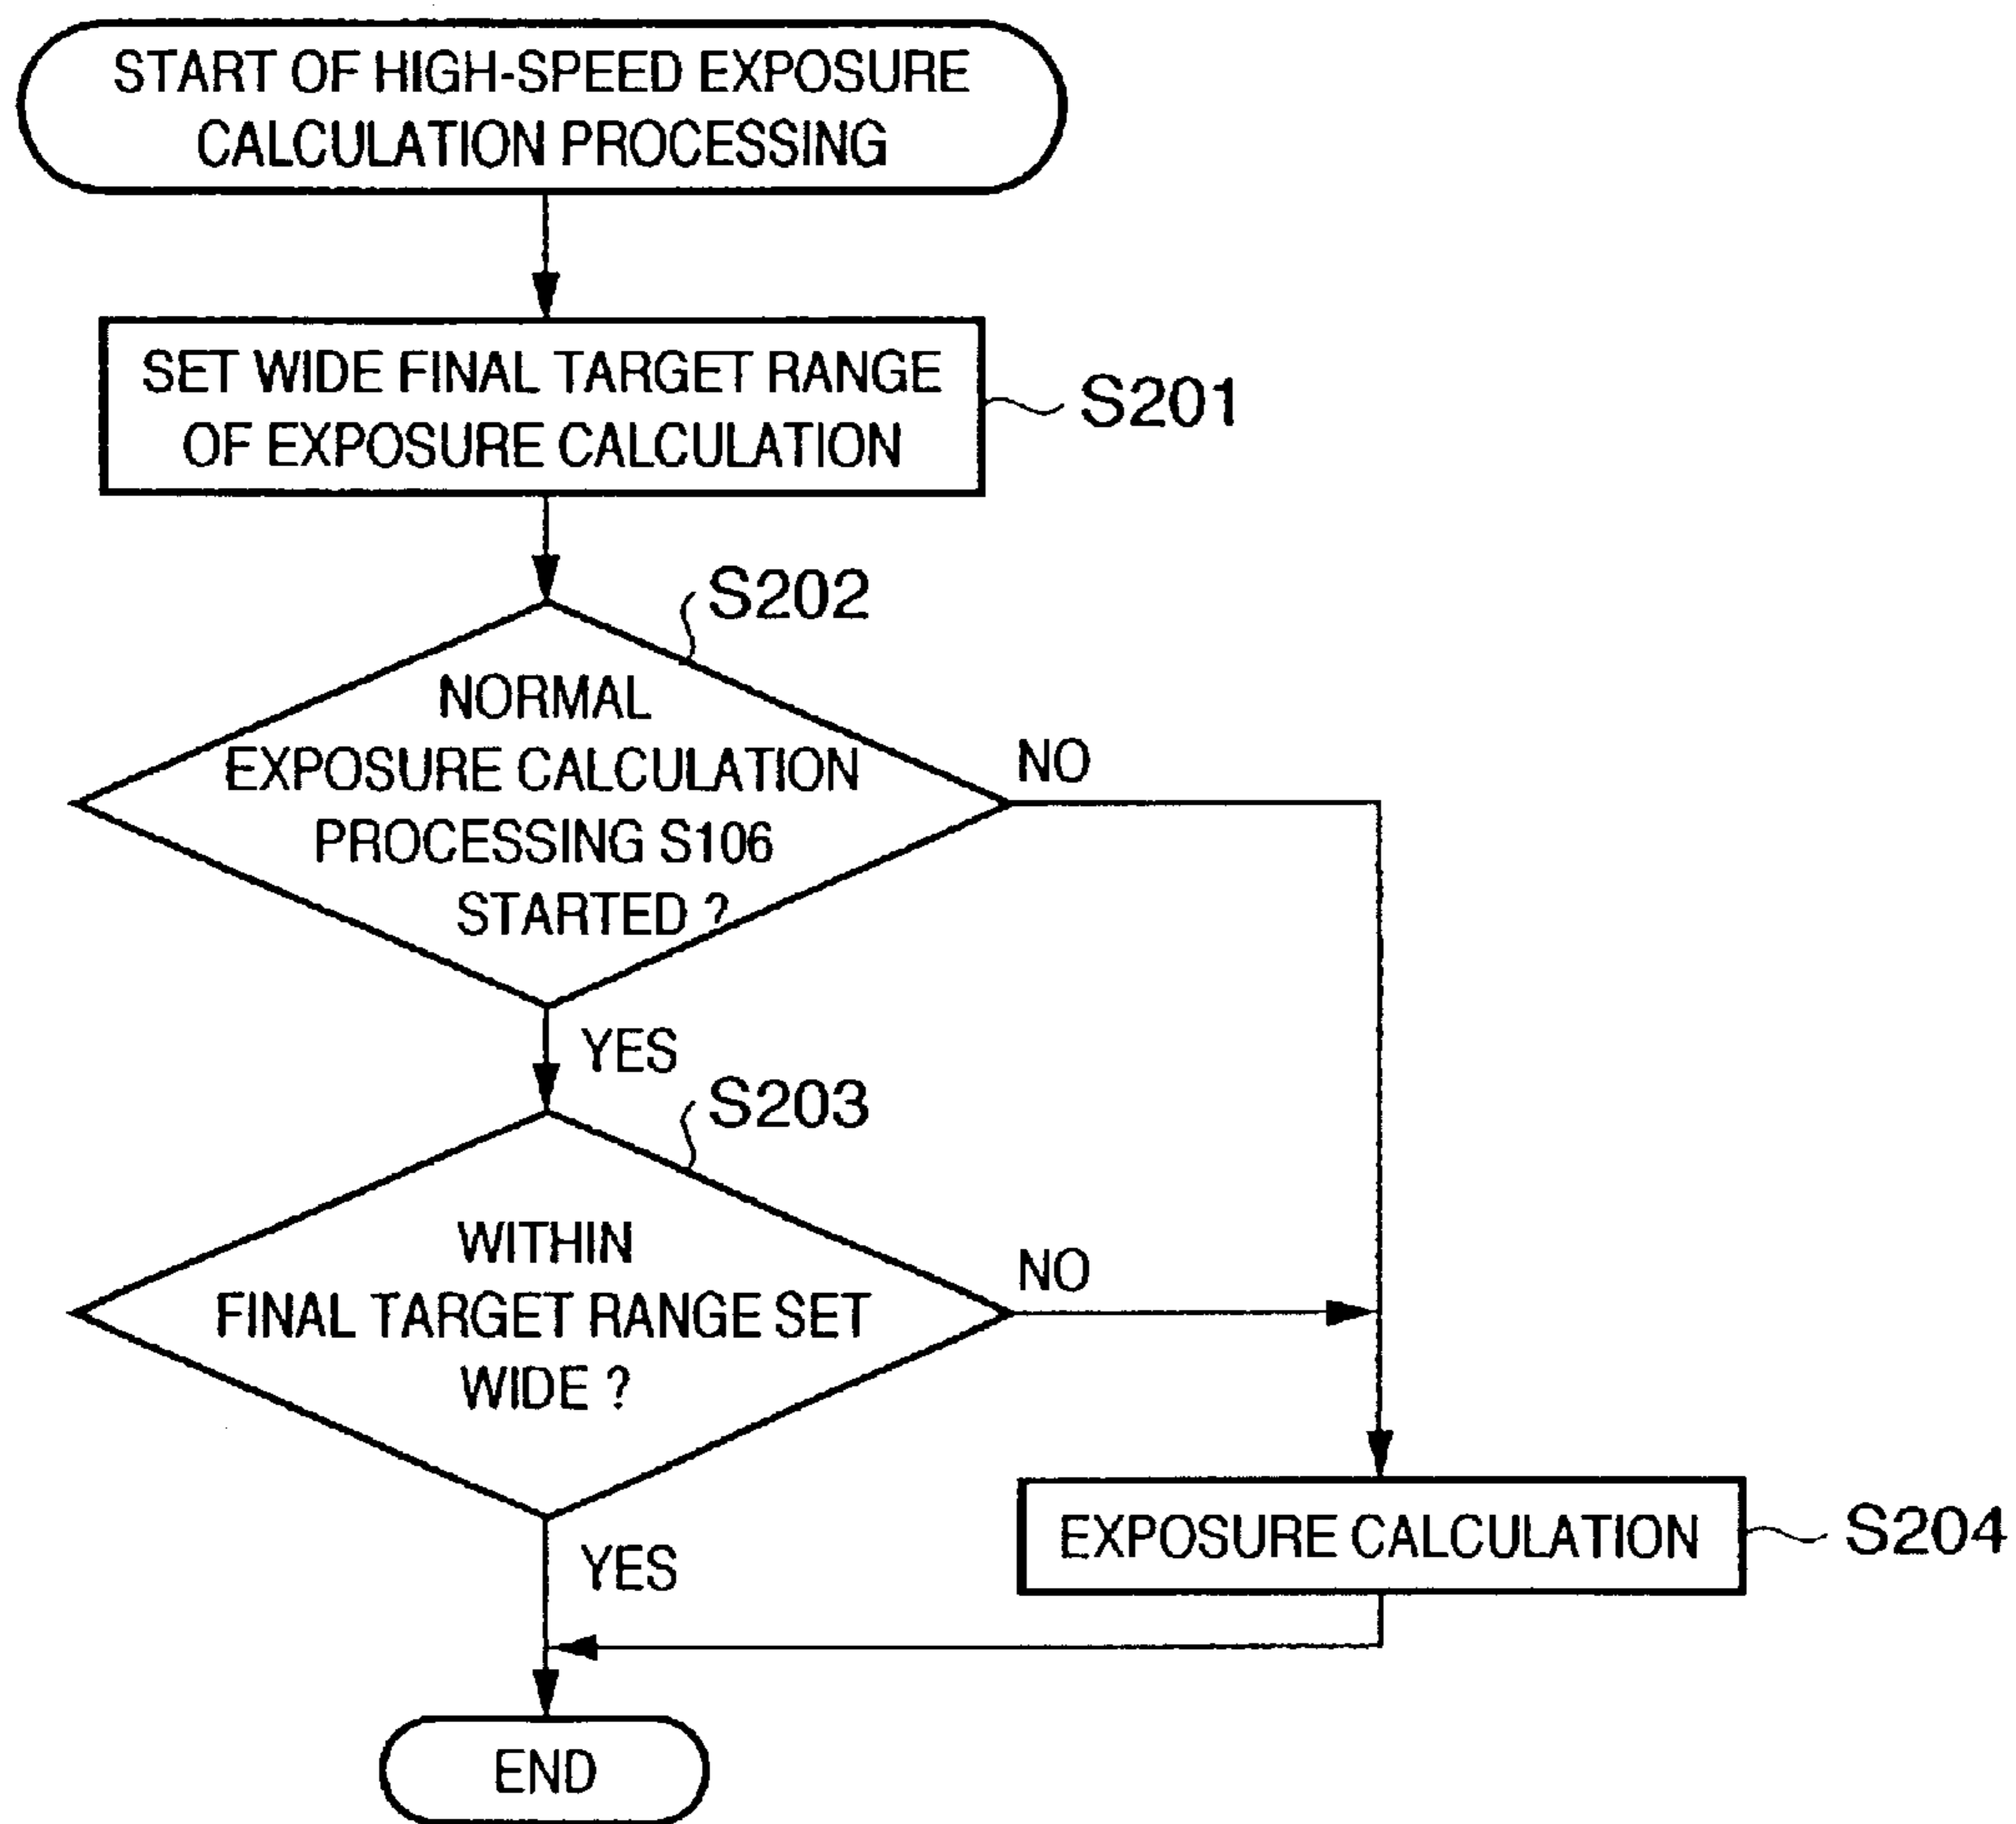 START OF HIGH-SPEED EXPOSURE
CALCULATION PROCESSING
SET WIDE FINAL TARGET RANGE
OF EXPOSURE CALCULATION
S201
S202
NORMAL
EXPOSURE CALCULATION
PROCESSING S106
STARTED ?
NO
YES
S203
WITHIN
FINAL TARGET RANGE SET
WIDE ?
NO
YES
EXPOSURE CALCULATION
S204
END